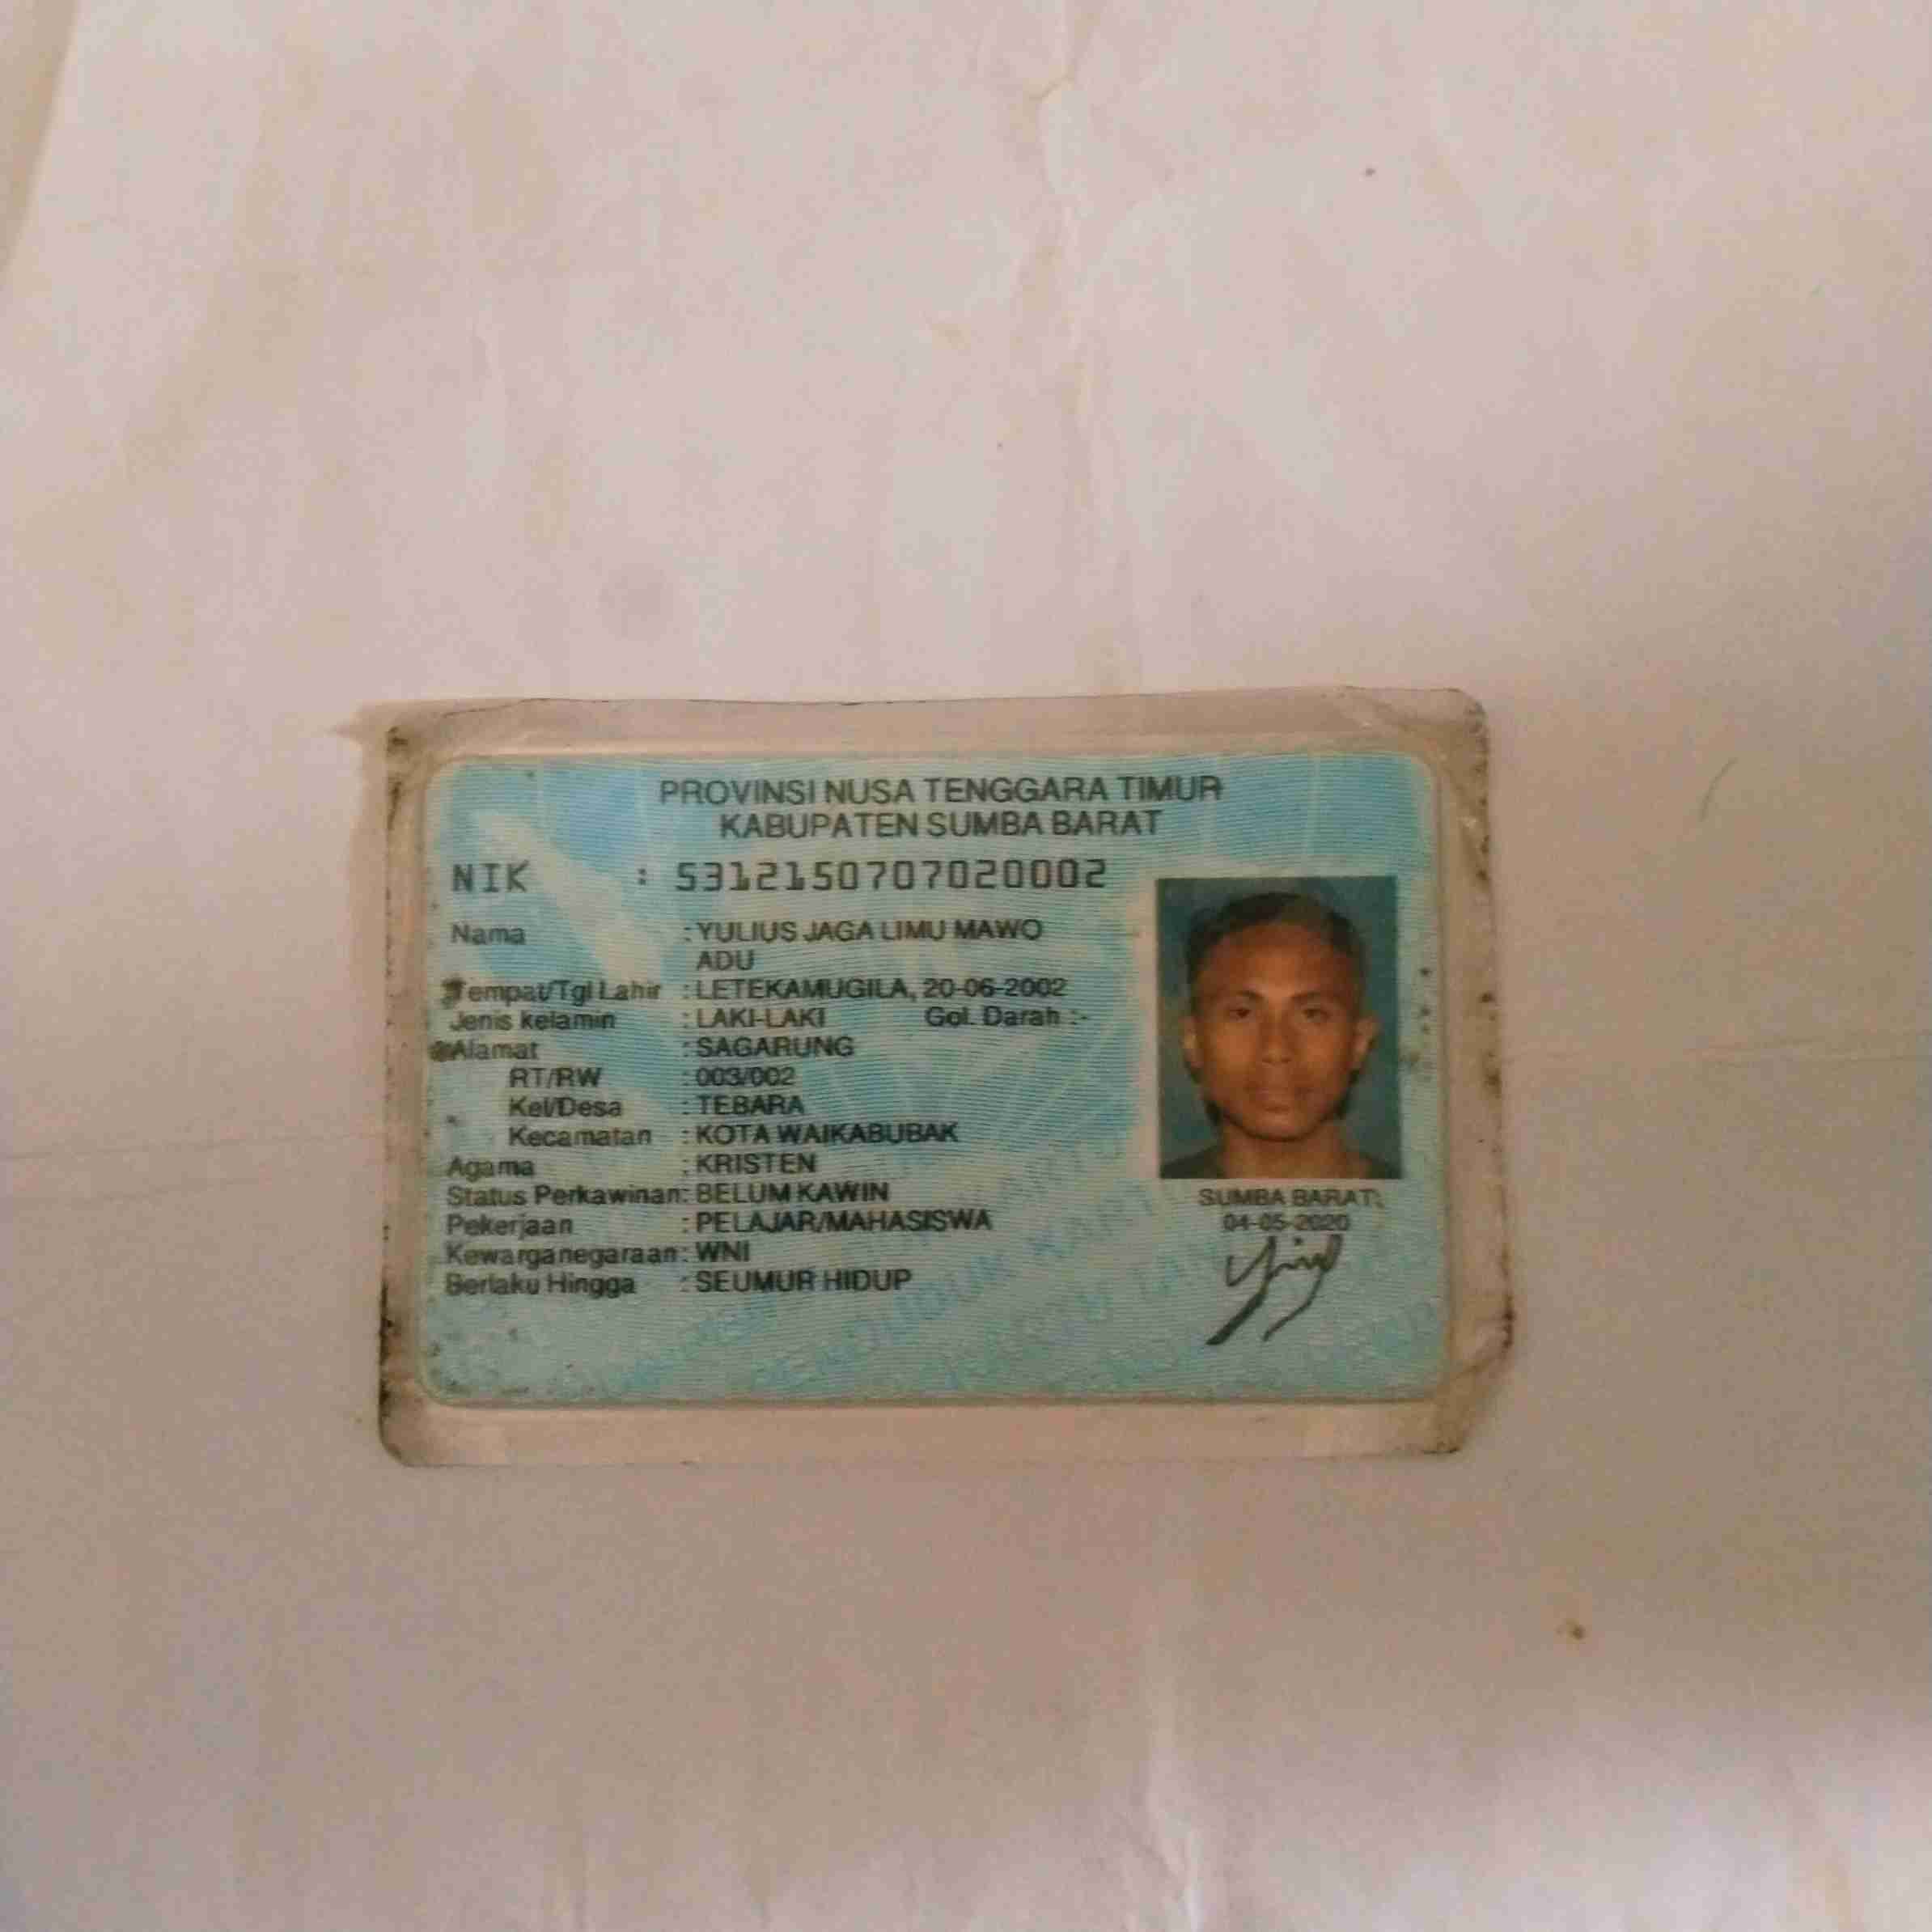 PROVINSI NUSA TENGGARA TIMUR
KABUPATEN SUMBA BARAT
NIK : 5312150707020002
Nama : YULIUS JAGA LIMU MAWO
ADU
Tempat/Tgl Lahir : LETEKAMUGILA, 20-06-2002
Jenis kelamin : LAKI-LAKI Gol. Darah :-
Alamat : SAGARUNG
RT/RW : 003/002
Kel/Desa : TEBARA
Kecamatan : KOTA WAIKABUBAK
Agama : KRISTEN
Status Perkawinan: BELUM KAWIN
Pekerjaan : PELAJAR/MAHASISWA
Kewarganegaraan: WNI
Berlaku Hingga : SEUMUR HIDUP
SUMBA BARAT
04-05-2020